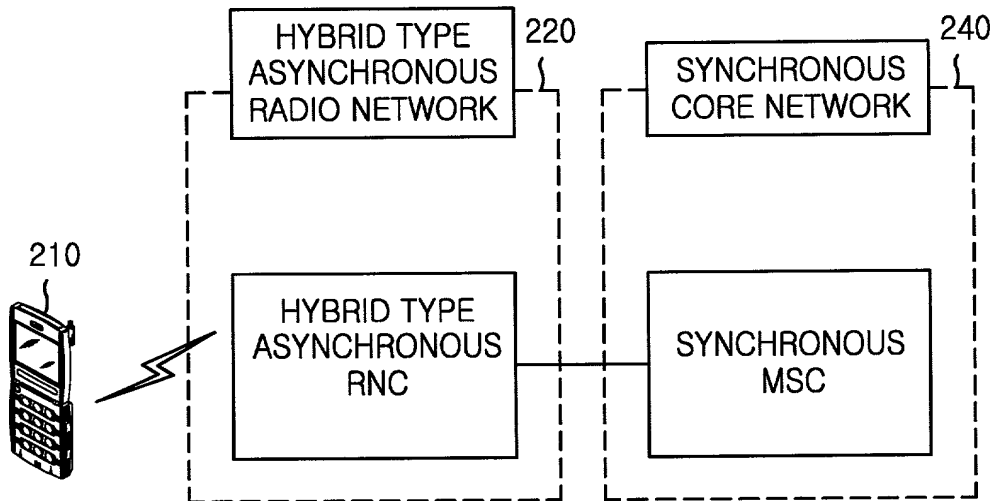 HYBRID TYPE
ASYNCHRONOUS
RADIO NETWORK
220
SYNCHRONOUS
CORE NETWORK
240
210
HYBRID TYPE
ASYNCHRONOUS
RNC
SYNCHRONOUS
MSC